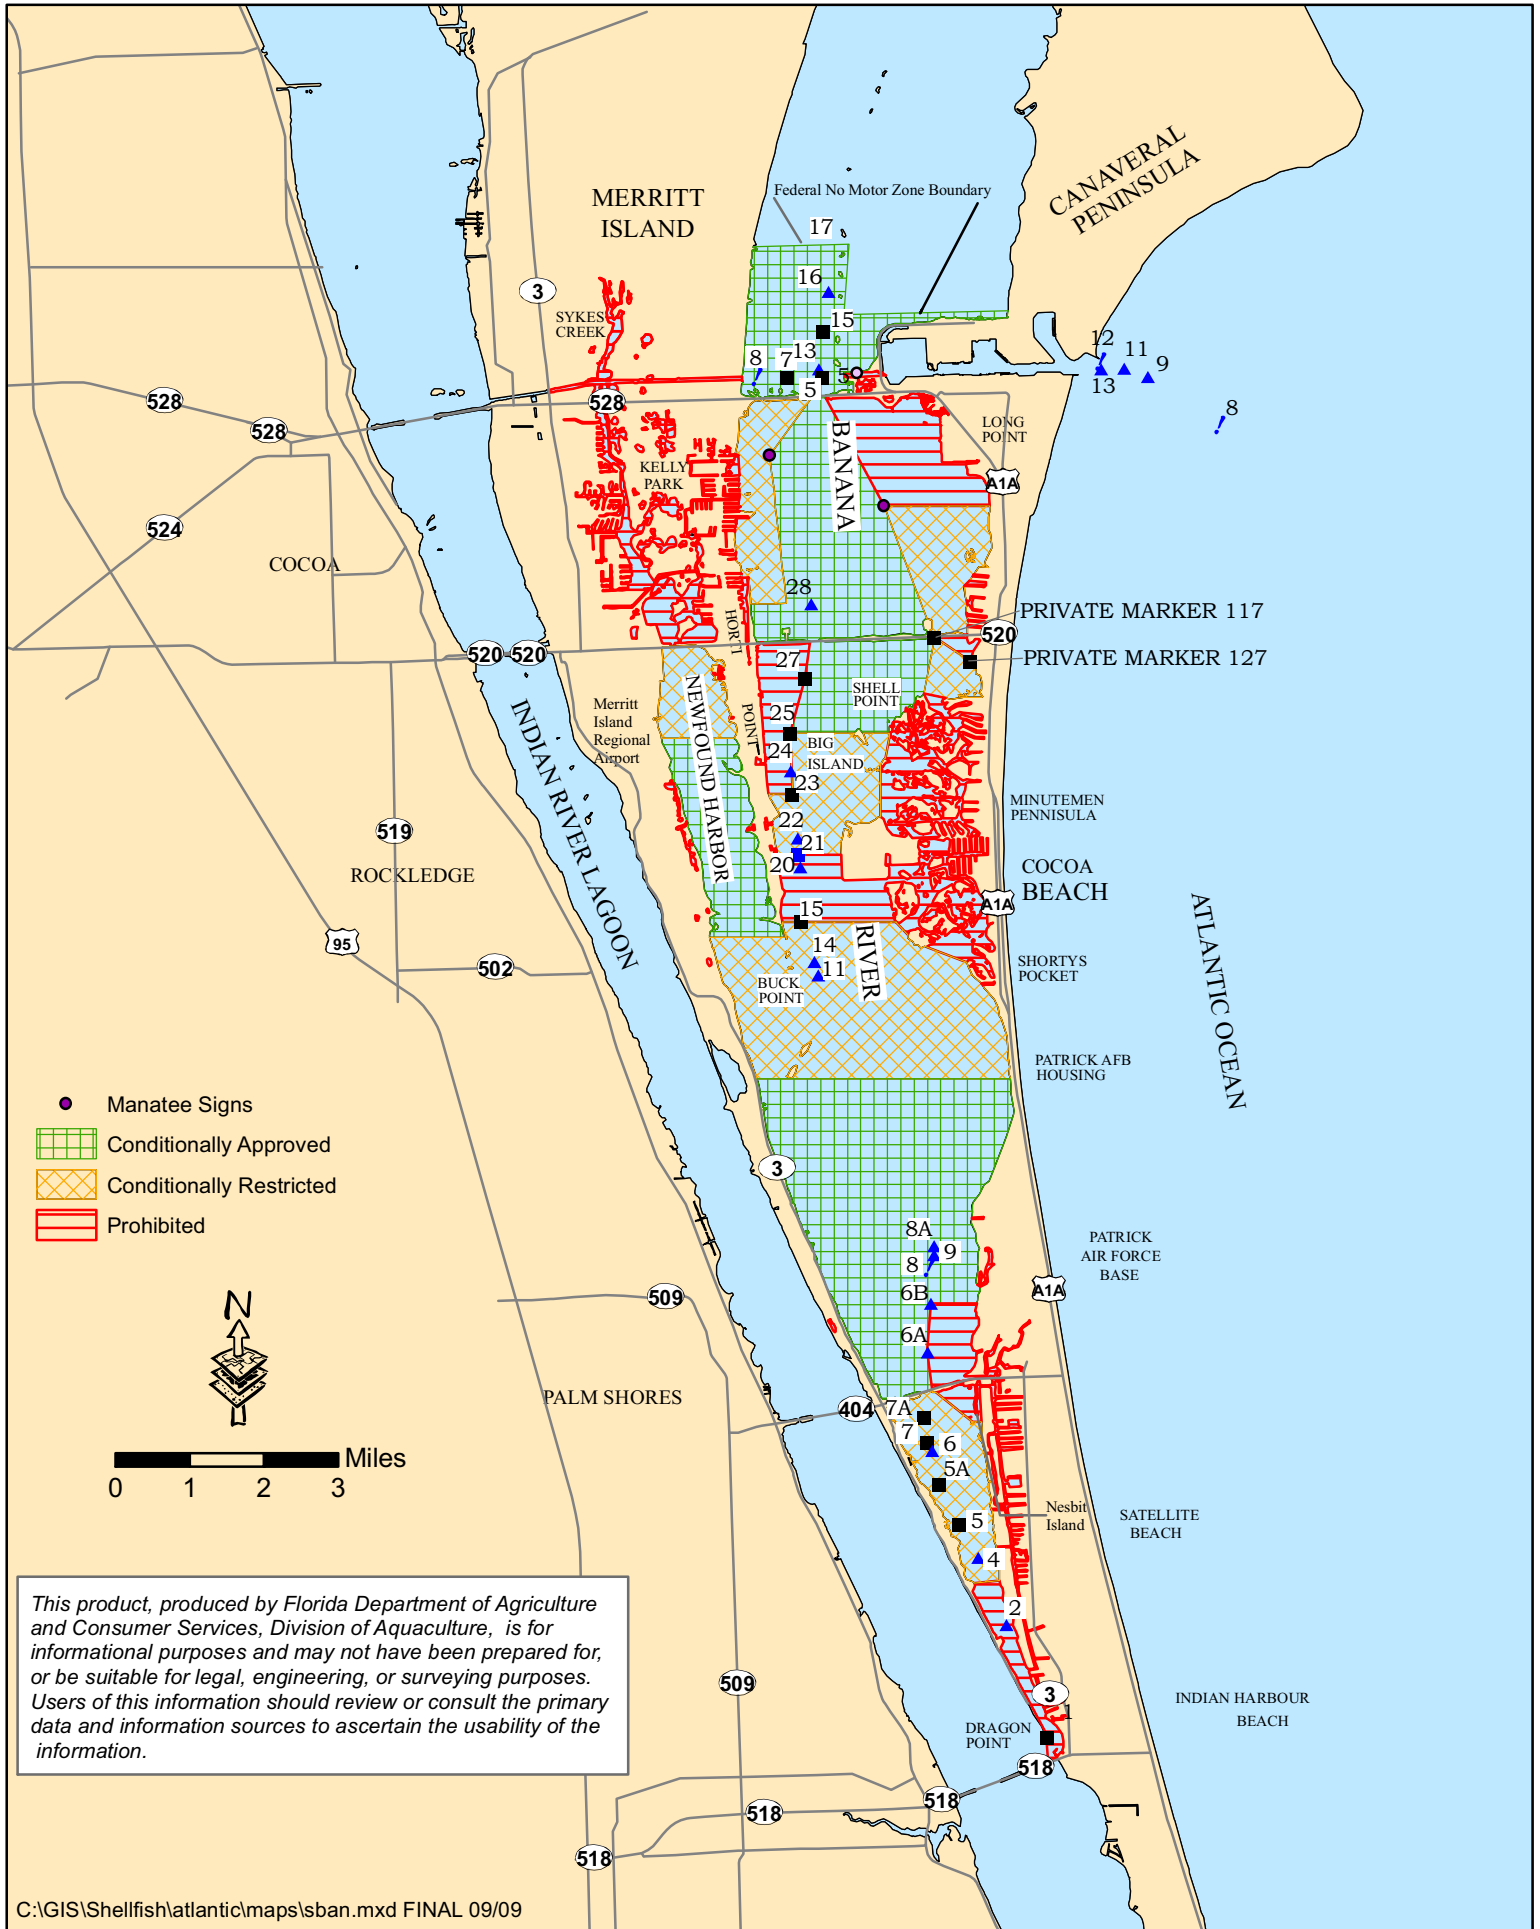 MERRITT
ISLAND
Federal No Motor Zone Boundary
CANAVERAL
PENINSULA
17
16
15
3
SYKES
CREEK
8
7
13
5
5
12
11
9
13
8
528
528
528
LONG
POINT
A1A
KELLY
PARK
BANANA
524
COCOA
28
HORTI
POINT
PRIVATE MARKER 117
520
520
520
PRIVATE MARKER 127
27
SHELL
POINT
25
24
BIG
ISLAND
23
22
21
20
15
Merritt
Island
Regional
Airport
NEWFOUND HARBOR
INDIAN RIVER LAGOON
MINUTEMEN
PENNISULA
519
ROCKLEDGE
COCOA
BEACH
A1A
ATLANTIC OCEAN
95
502
RIVER
14
11
BUCK
POINT
SHORTYS
POCKET
PATRICK AFB
HOUSING
Manatee Signs
Conditionally Approved
Conditionally Restricted
Prohibited
3
8A
9
8
6B
6A
PATRICK
AIR FORCE
BASE
A1A
509
N
PALM SHORES
404
7A
7
6
5A
5
4
2
Nesbit
Island
SATELLITE
BEACH
Miles
0 1 2 3
This product, produced by Florida Department of Agriculture
and Consumer Services, Division of Aquaculture, is for
informational purposes and may not have been prepared for,
or be suitable for legal, engineering, or surveying purposes.
Users of this information should review or consult the primary
data and information sources to ascertain the usability of the
information.
509
3
1
DRAGON
POINT
INDIAN HARBOUR
BEACH
518
518
518
518
C:\GIS\Shellfish\atlantic\maps\sban.mxd FINAL 09/09